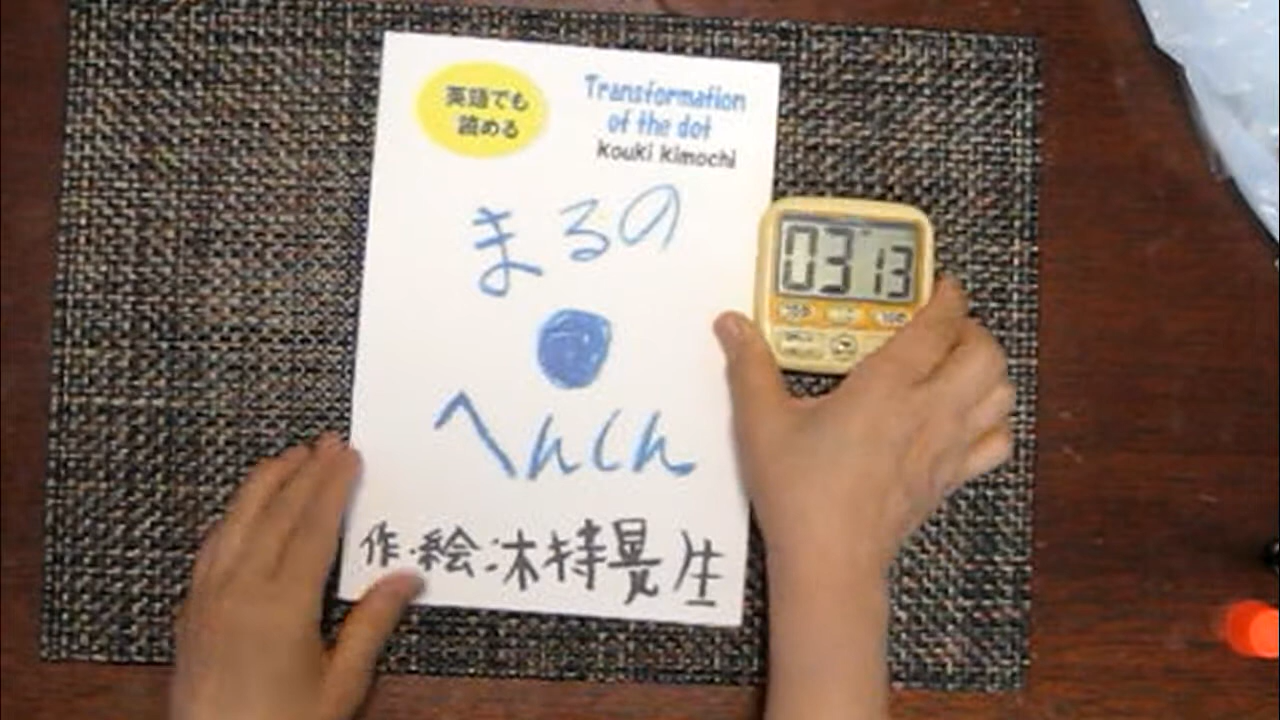 英語でも
読める
Transformation
of the dot
kouki kimochi
まるの
へんしん
作・絵:木持晃生
03 13